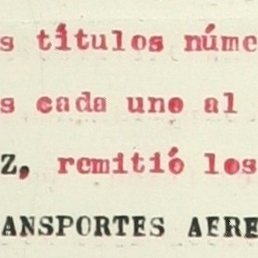 s títulos núme
s cada uno al
Z, remitió los
ANSPORTES AERE